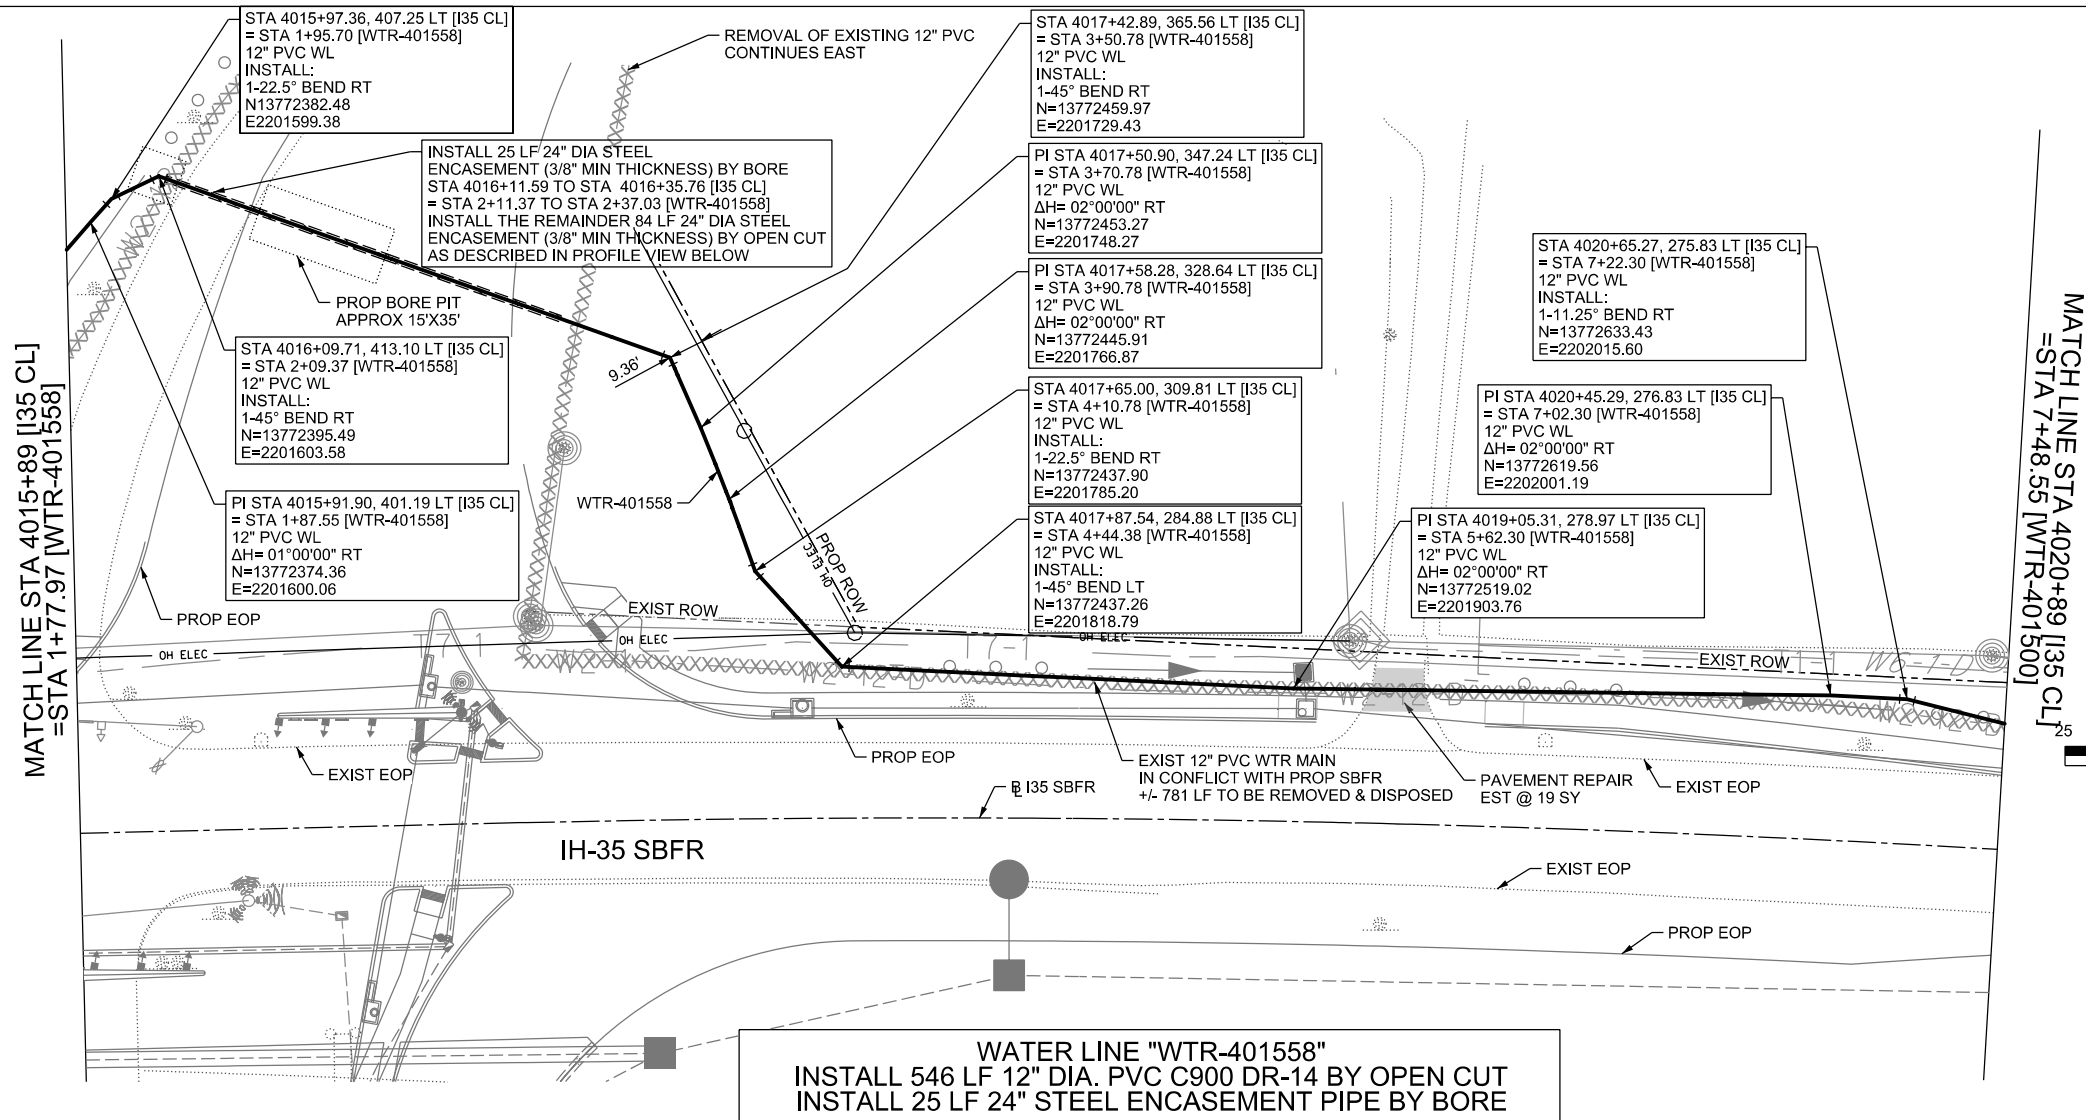 STA 4015+97.36, 407.25 LT [I35 CL]
= STA 1+95.70 [WTR-401558]
12" PVC WL
INSTALL:
1-22.5° BEND RT
N13772382.48
E2201599.38
REMOVAL OF EXISTING 12" PVC
CONTINUES EAST
STA 4017+42.89, 365.56 LT [I35 CL]
= STA 3+50.78 [WTR-401558]
12" PVC WL
INSTALL:
1-45° BEND RT
N=13772459.97
E=2201729.43
INSTALL 25 LF 24" DIA STEEL
ENCASEMENT (3/8" MIN THICKNESS) BY BORE
STA 4016+11.59 TO STA 4016+35.76 [I35 CL]
= STA 2+11.37 TO STA 2+37.03 [WTR-401558]
INSTALL THE REMAINDER 84 LF 24" DIA STEEL
ENCASEMENT (3/8" MIN THICKNESS) BY OPEN CUT
AS DESCRIBED IN PROFILE VIEW BELOW
PI STA 4017+50.90, 347.24 LT [I35 CL]
= STA 3+70.78 [WTR-401558]
12" PVC WL
ΔH= 02°00'00" RT
N=13772453.27
E=2201748.27
PI STA 4017+58.28, 328.64 LT [I35 CL]
= STA 3+90.78 [WTR-401558]
12" PVC WL
ΔH= 02°00'00" RT
N=13772445.91
E=2201766.87
STA 4020+65.27, 275.83 LT [I35 CL]
= STA 7+22.30 [WTR-401558]
12" PVC WL
INSTALL:
1-11.25° BEND RT
N=13772633.43
E=2202015.60
PROP BORE PIT
APPROX 15'X35'
STA 4016+09.71, 413.10 LT [I35 CL]
= STA 2+09.37 [WTR-401558]
12" PVC WL
INSTALL:
1-45° BEND RT
N=13772395.49
E=2201603.58
9.36'
STA 4017+65.00, 309.81 LT [I35 CL]
= STA 4+10.78 [WTR-401558]
12" PVC WL
INSTALL:
1-22.5° BEND RT
N=13772437.90
E=2201785.20
PI STA 4020+45.29, 276.83 LT [I35 CL]
= STA 7+02.30 [WTR-401558]
12" PVC WL
ΔH= 02°00'00" RT
N=13772619.56
E=2202001.19
MATCH LINE STA 4015+89 [I35 CL]
=STA 1+77.97 [WTR-401558]
MATCH LINE STA 4020+89 [I35 CL]
=STA 7+48.55 [WTR-401500]
PI STA 4015+91.90, 401.19 LT [I35 CL]
= STA 1+87.55 [WTR-401558]
12" PVC WL
ΔH= 01°00'00" RT
N=13772374.36
E=2201600.06
WTR-401558
STA 4017+87.54, 284.88 LT [I35 CL]
= STA 4+44.38 [WTR-401558]
12" PVC WL
INSTALL:
1-45° BEND LT
N=13772437.26
E=2201818.79
PI STA 4019+05.31, 278.97 LT [I35 CL]
= STA 5+62.30 [WTR-401558]
12" PVC WL
ΔH= 02°00'00" RT
N=13772519.02
E=2201903.76
PROP ROW
OH ELEC
PROP EOP
EXIST ROW
OH ELEC
OH ELEC
OH ELEC
EXIST ROW
25
EXIST EOP
PROP EOP
EXIST 12" PVC WTR MAIN
IN CONFLICT WITH PROP SBFR
+/- 781 LF TO BE REMOVED & DISPOSED
PAVEMENT REPAIR
EST @ 19 SY
EXIST EOP
I35 SBFR
IH-35 SBFR
EXIST EOP
PROP EOP
WATER LINE "WTR-401558"
INSTALL 546 LF 12" DIA. PVC C900 DR-14 BY OPEN CUT
INSTALL 25 LF 24" STEEL ENCASEMENT PIPE BY BORE